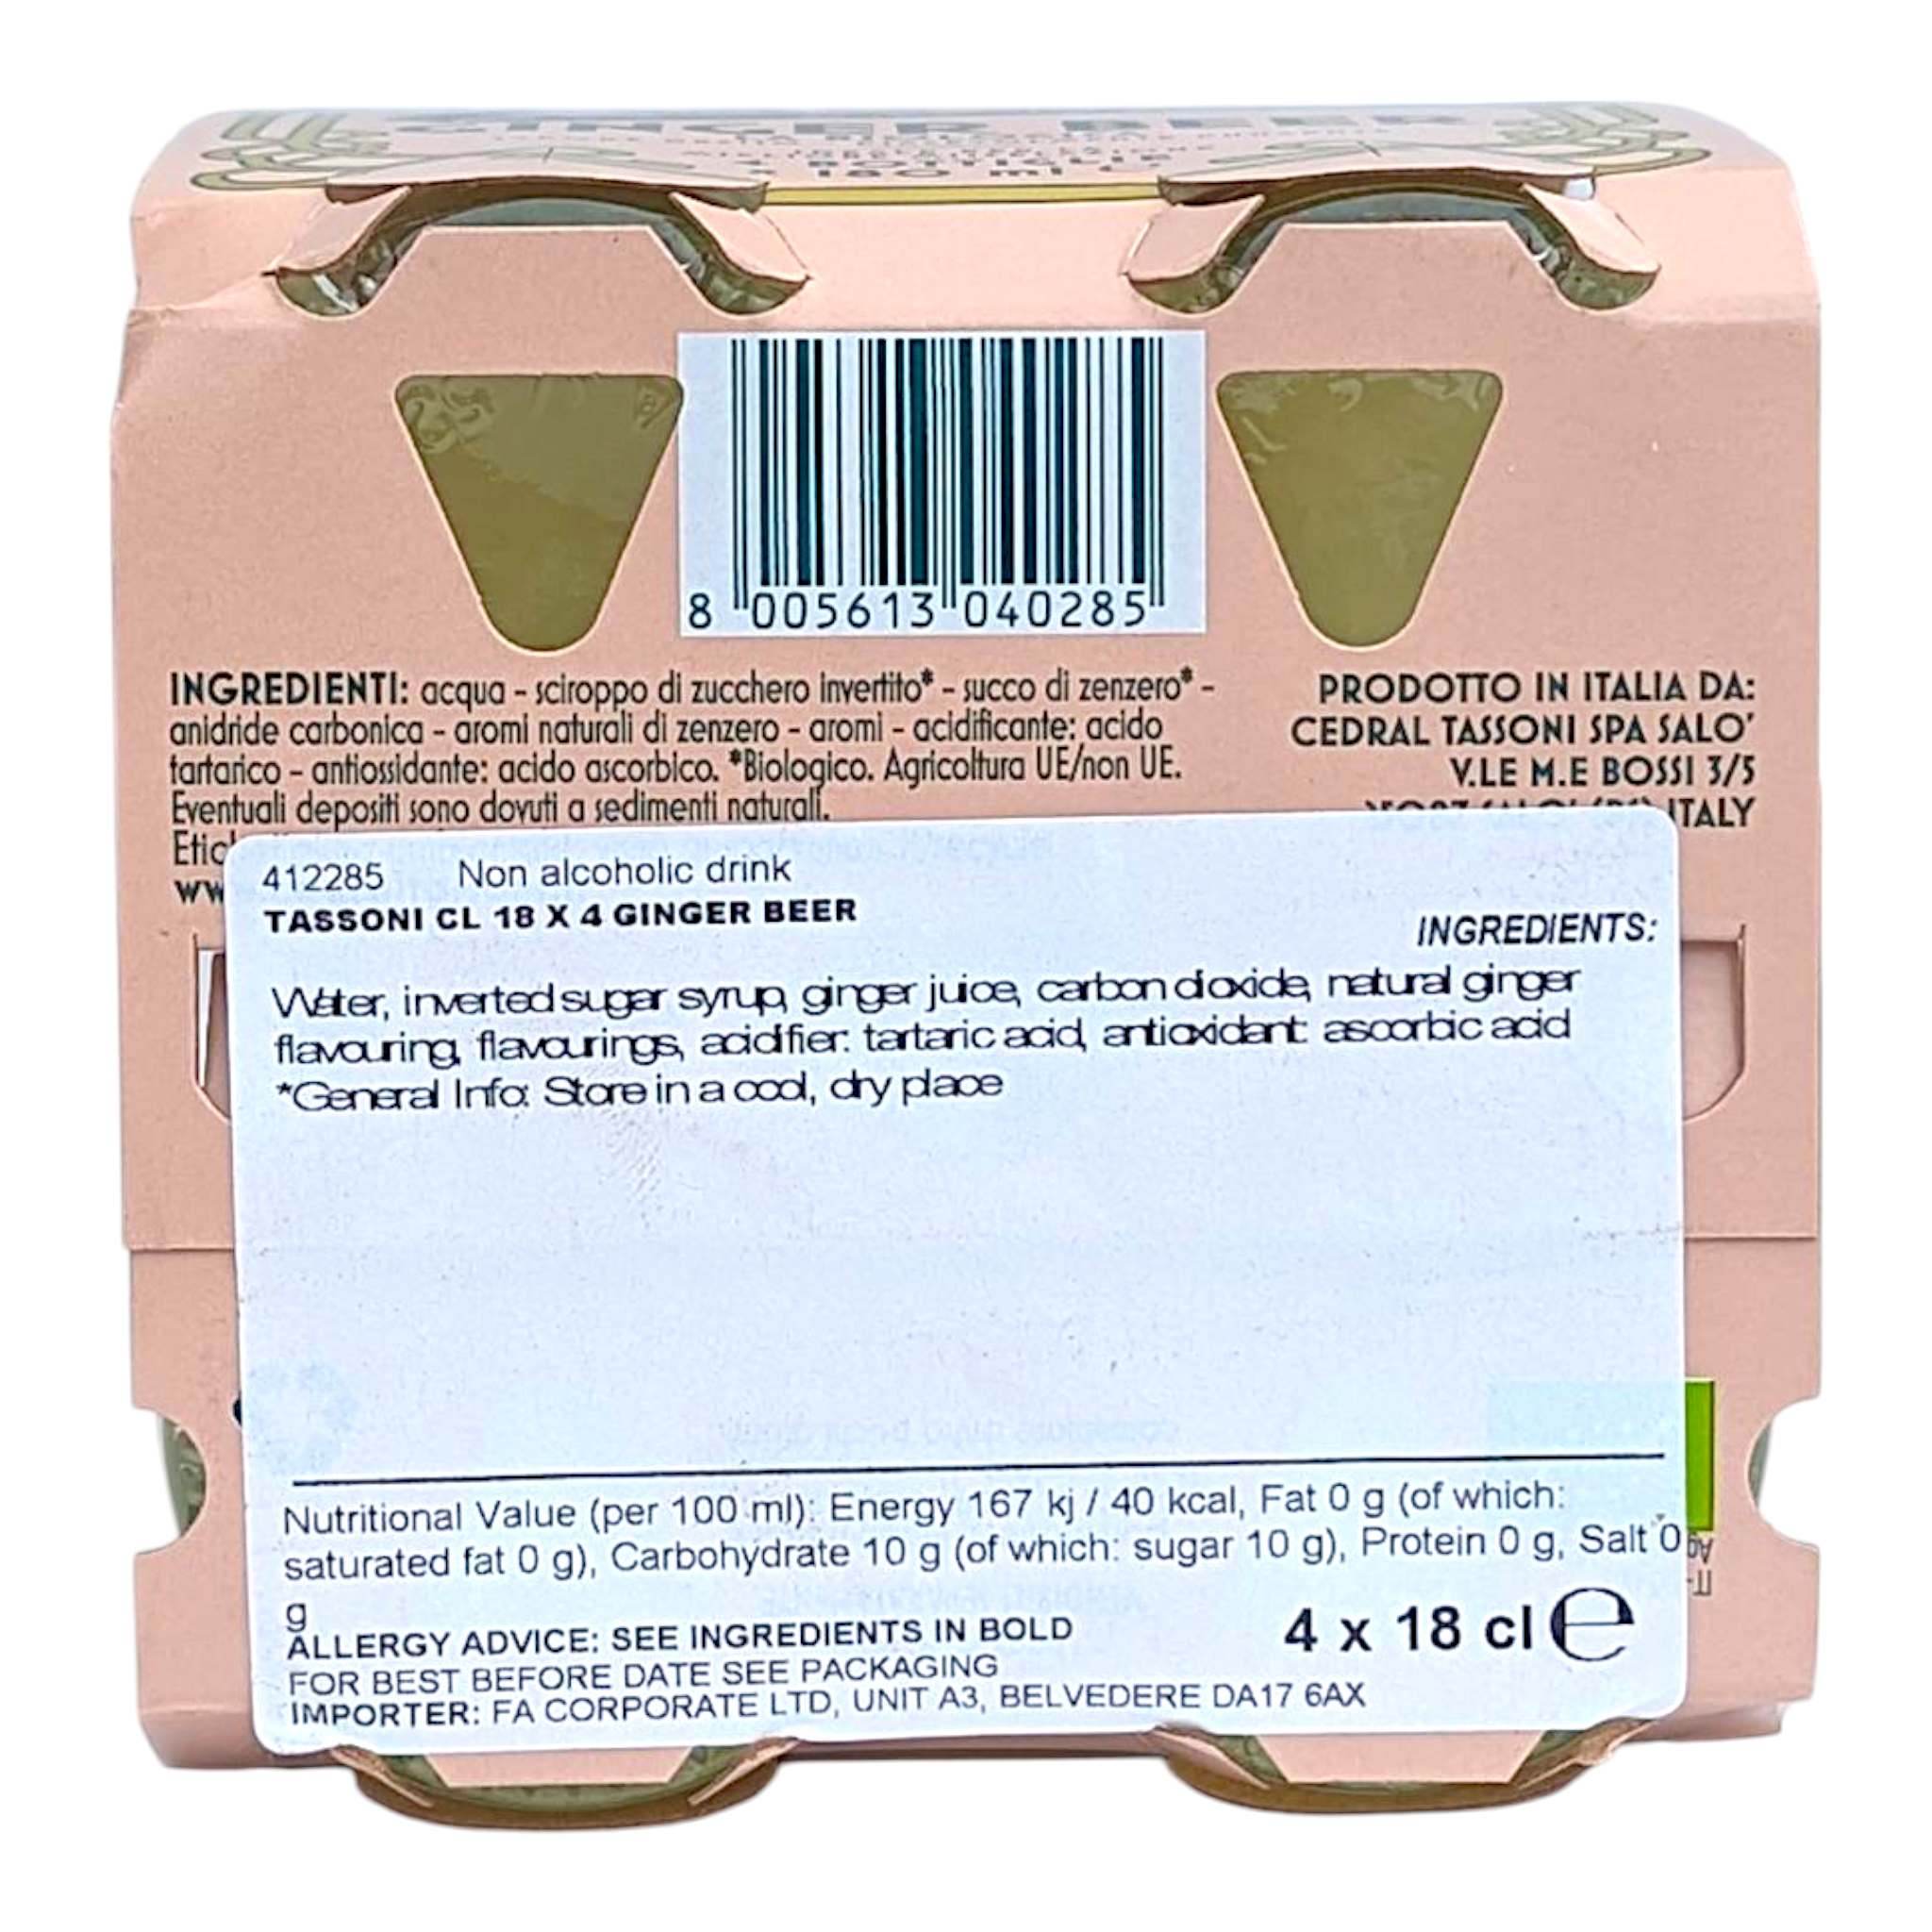 GINGER BEER
4 BOTTIGLIE
180 ml
8 005613 040285
INGREDIENTI: acqua - sciroppo di zucchero invertito* - succo di zenzero* -
anidride carbonica - aromi naturali di zenzero - aromi - acidificante: acido
tartarico - antiossidante: acido ascorbico. *Biologico. Agricoltura UE/non UE.
Eventuali depositi sono dovuti a sedimenti naturali.
PRODOTTO IN ITALIA DA:
CEDRAL TASSONI SPA SALO'
V.LE M.E BOSSI 3/5
ITALY
412285 Non alcoholic drink
TASSONI CL 18 X 4 GINGER BEER
INGREDIENTS:
Water, inverted sugar syrup, ginger juice, carbon dioxide, natural ginger
flavouring, flavourings, acidifier: tartaric acid, antioxidant: ascorbic acid
*General Info: Store in a cool, dry place
Nutritional Value (per 100 ml): Energy 167 kj / 40 kcal, Fat 0 g (of which:
saturated fat 0 g), Carbohydrate 10 g (of which: sugar 10 g), Protein 0 g, Salt 0
g
ALLERGY ADVICE: SEE INGREDIENTS IN BOLD
FOR BEST BEFORE DATE SEE PACKAGING
IMPORTER: FA CORPORATE LTD, UNIT A3, BELVEDERE DA17 6AX
4 x 18 cl e